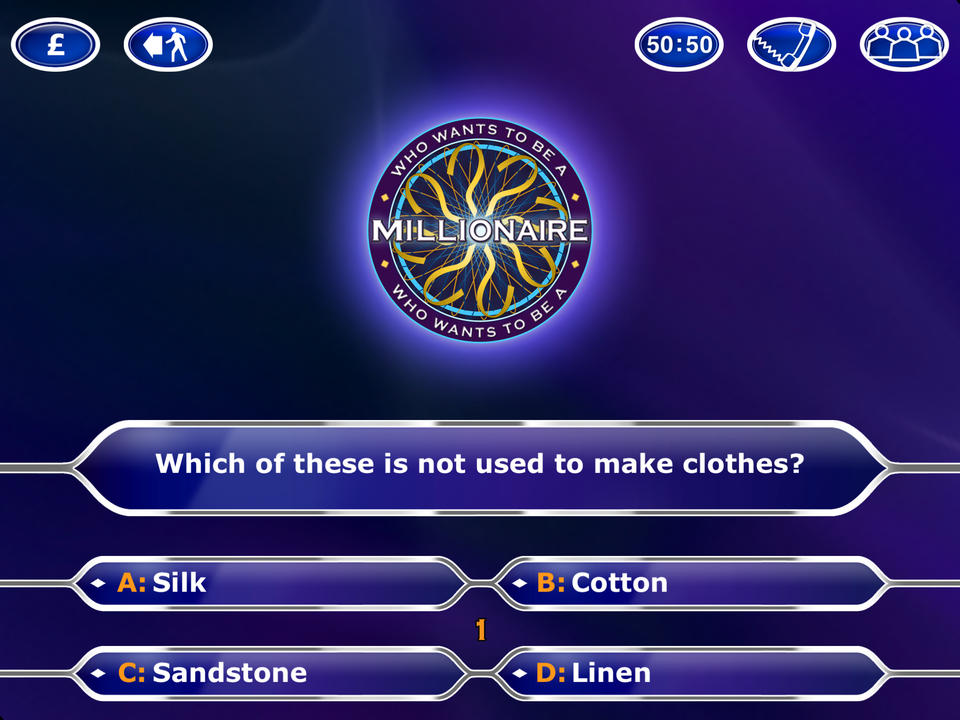 £
50:50
WHO WANTS TO BE A
MILLIONAIRE
WHO WANTS TO BE A
Which of these is not used to make clothes?
A: Silk
B: Cotton
1
C: Sandstone
D: Linen